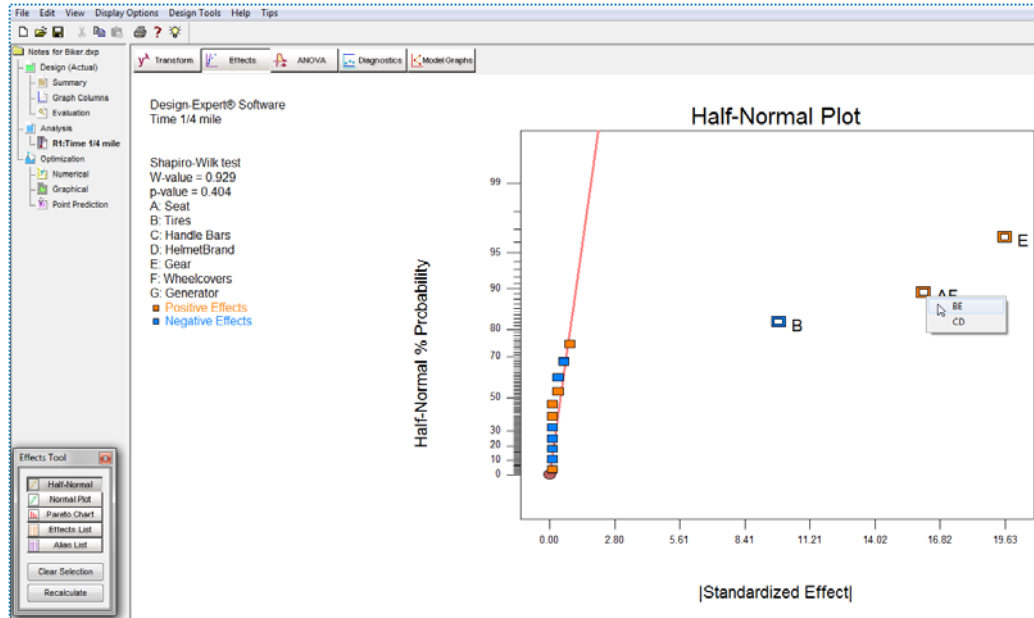 File Edit View Display Options Design Tools Help Tips
Notes for Biker.dxp
Design (Actual)
Summary
Graph Columns
Evaluation
Analysis
R1:Time 1/4 mile
Optimization
Numerical
Graphical
Point Prediction
yλ Transform Effects ANOVA Diagnostics Model Graphs
Design-Expert® Software
Time 1/4 mile
Shapiro-Wilk test
W-value = 0.929
p-value = 0.404
A: Seat
B: Tires
C: Handle Bars
D: HelmetBrand
E: Gear
F: Wheelcovers
G: Generator
Positive Effects
Negative Effects
Half-Normal Plot
Half-Normal % Probability
99
95
90
80
70
50
30
20
10
0
E
B
BE
CD
0.00 2.80 5.61 8.41 11.21 14.02 16.82 19.63
|Standardized Effect|
Effects Tool
Half-Normal
Normal Plot
Pareto Chart
Effects List
Alias List
Clear Selection
Recalculate